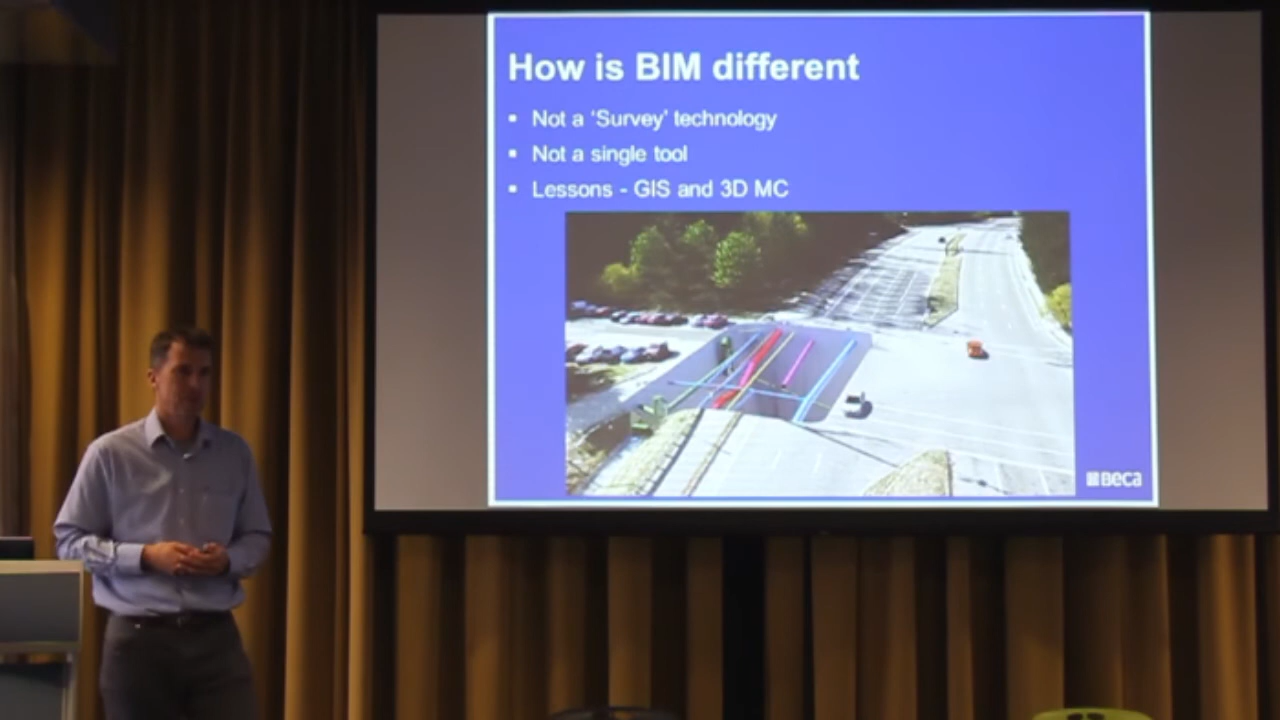 How is BIM different
▪ Not a ‘Survey’ technology
▪ Not a single tool
▪ Lessons - GIS and 3D MC
Beca